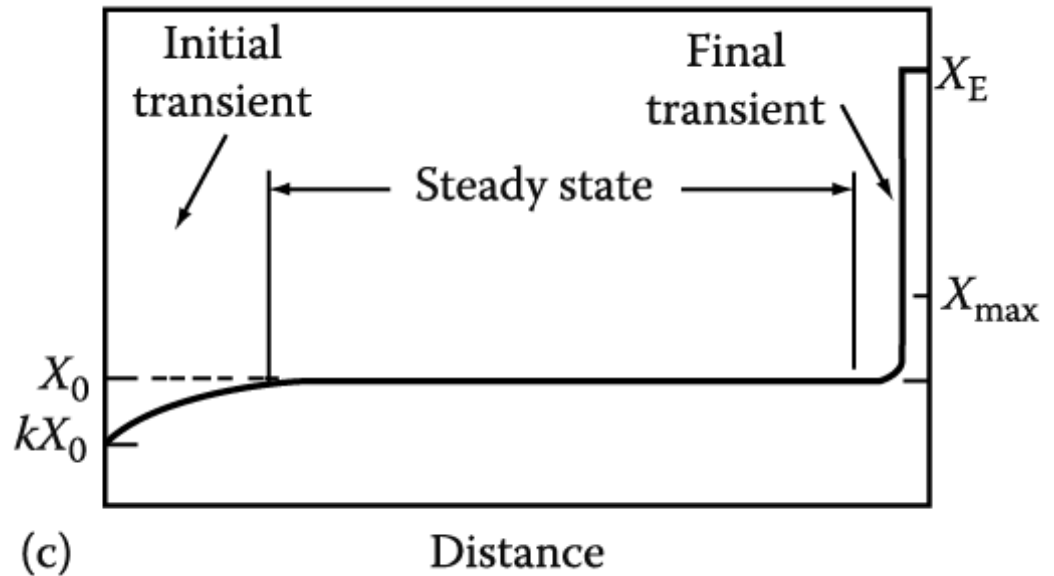 Initial
transient
Final
transient
X_E
Steady state
X_max
X_0
kX_0
(c)
Distance